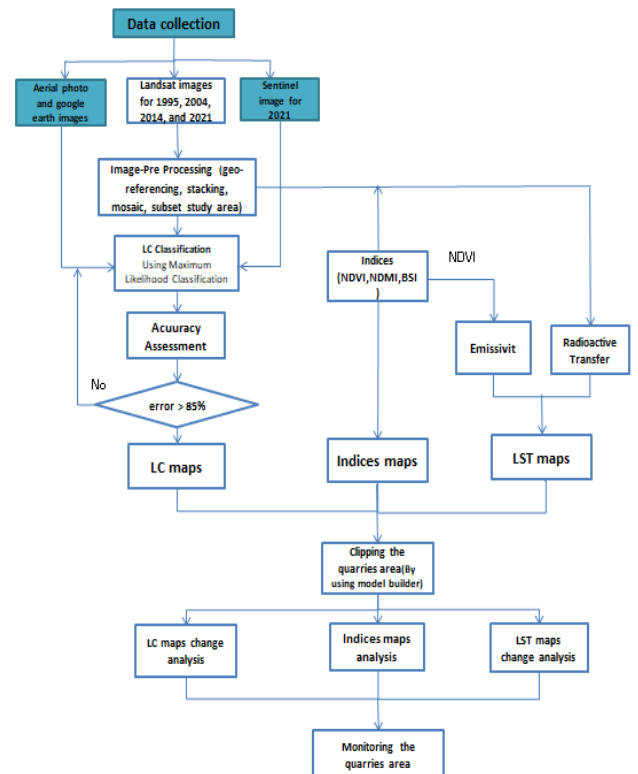 Data collection
Aerial photo
and google
earth images
Landsat images
for 1995, 2004,
2014, and 2021
Sentinel
image for
2021
Image-Pre Processing (geo-
referencing, stacking,
mosaic, subset study area)
LC Classification
Using Maximum
Likelihood Classification
Indices
(NDVI,NDMI,BSI
)
NDVI
Acuuracy
Assessment
Emissivit
Radioactive
Transfer
No
error > 85%
LC maps
Indices maps
LST maps
Clipping the
quarries area(By
using model builder)
LC maps change
analysis
Indices maps
analysis
LST maps
change analysis
Monitoring the
quarries area